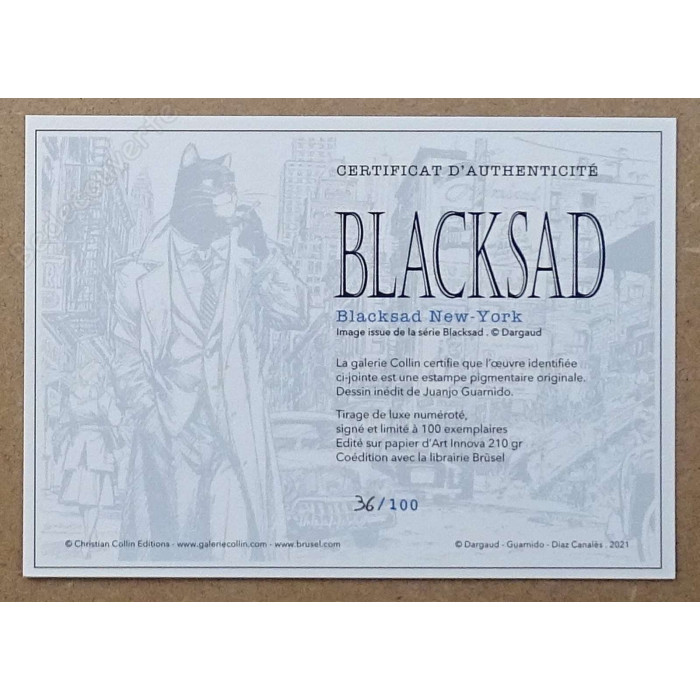 CERTIFICAT D'AUTHENTICITÉ
BLACKSAD
Blacksad New-York
Image issue de la série Blacksad . © Dargaud
La galerie Collin certifie que l'œuvre identifiée
ci-jointe est une estampe pigmentaire originale.
Dessin inédit de Juanjo Guarnido.
Tirage de luxe numéroté,
signé et limité à 100 exemplaires
Edité sur papier d'Art Innova 210 gr
Coédition avec la librairie Brüsel
36/100
© Christian Collin Editions - www.galeriecollin.com - www.brusel.com
© Dargaud - Guarnido - Díaz Canalès . 2021